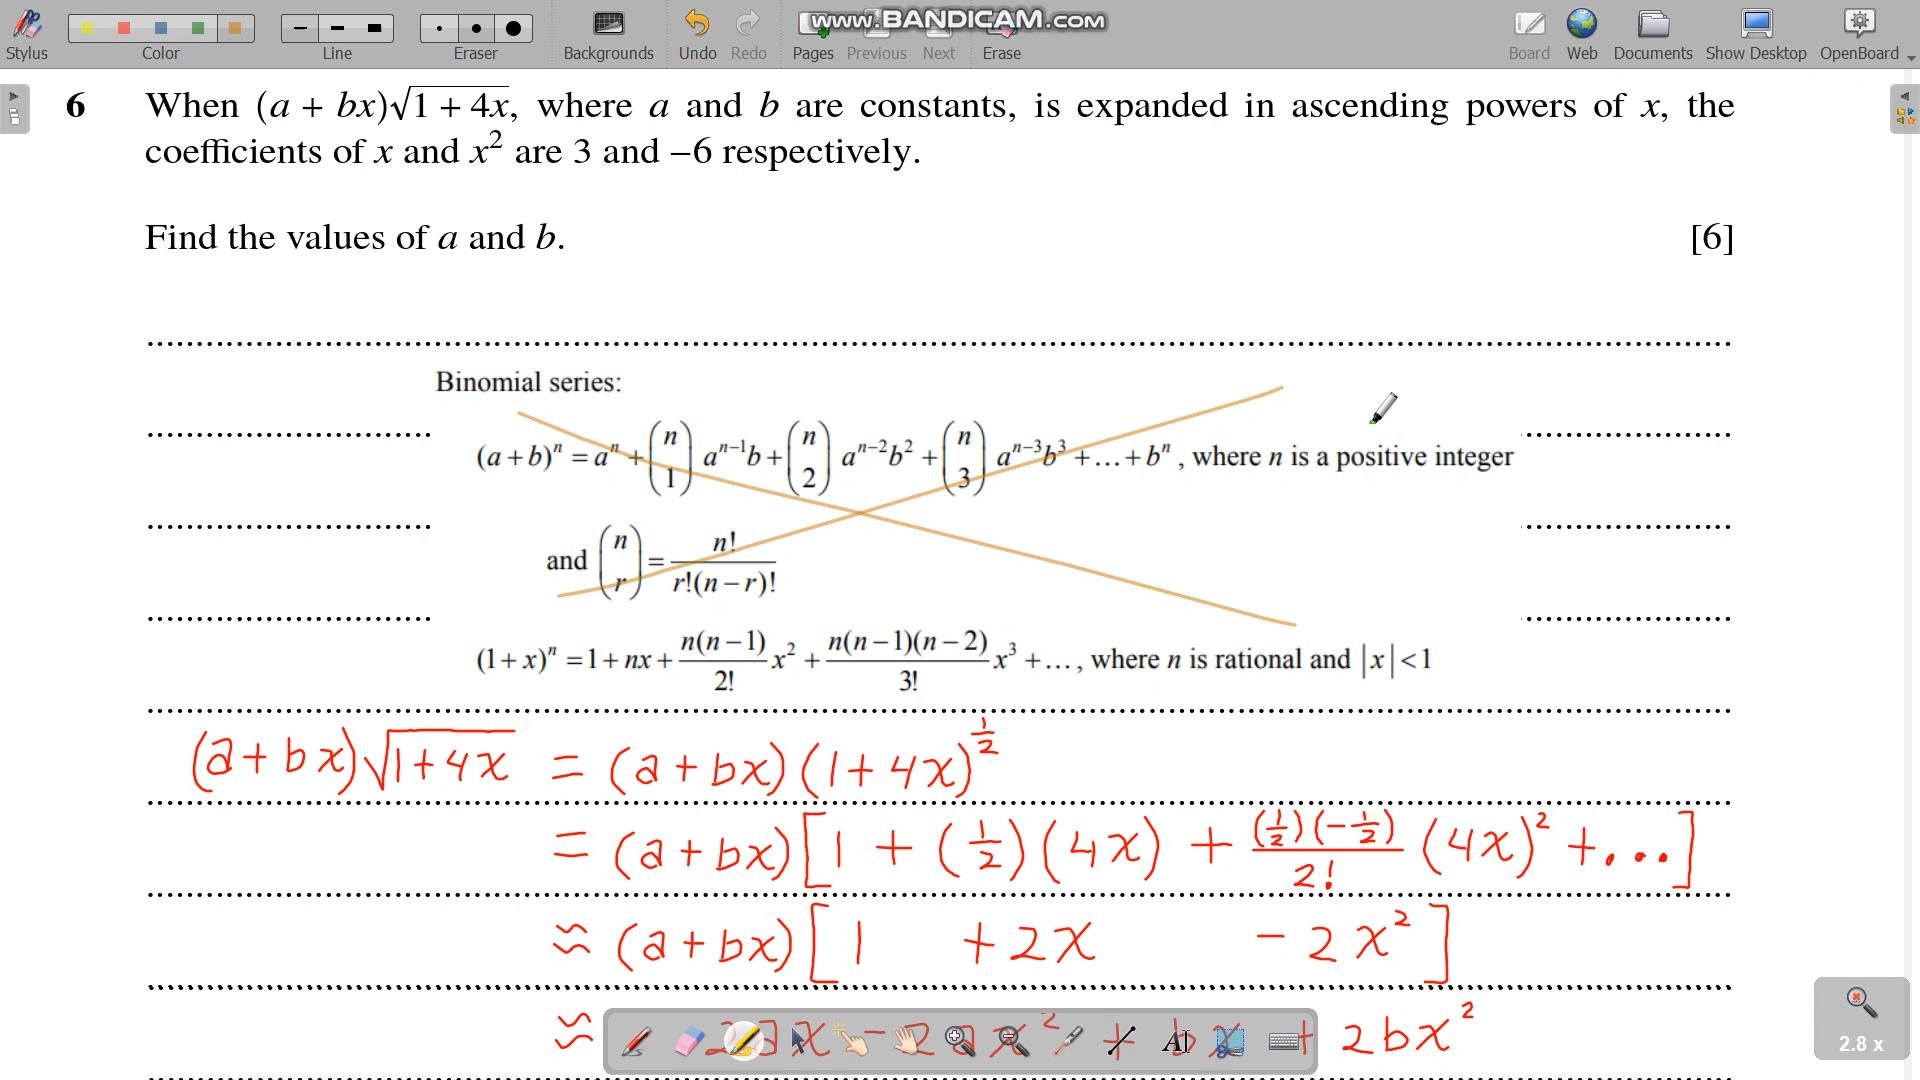 www.BANDICAM.com
Stylus Color Line Eraser Backgrounds Undo Redo Pages Previous Next Erase Board Web Documents Show Desktop OpenBoard
6 When (a + bx)√(1 + 4x), where a and b are constants, is expanded in ascending powers of x, the
coefficients of x and x² are 3 and −6 respectively.
Find the values of a and b. [6]
Binomial series:
(a+b)ⁿ = aⁿ + (n 1) aⁿ⁻¹b + (n 2) aⁿ⁻²b² + (n 3) aⁿ⁻³b³ + … + bⁿ , where n is a positive integer
and (n r) = n!/(r!(n − r)!)
(1+x)ⁿ = 1 + nx + n(n−1)/2! x² + n(n−1)(n−2)/3! x³ + … , where n is rational and |x| < 1
(a+bx)√(1+4x) = (a+bx)(1+4x)^(1/2)
= (a+bx)[1 + (1/2)(4x) + (1/2)(−1/2)/2! (4x)² + ...]
≈ (a+bx)[1 + 2x − 2x²]
≈ 2ax − 2ax² + bx + 2bx²
2.8 x